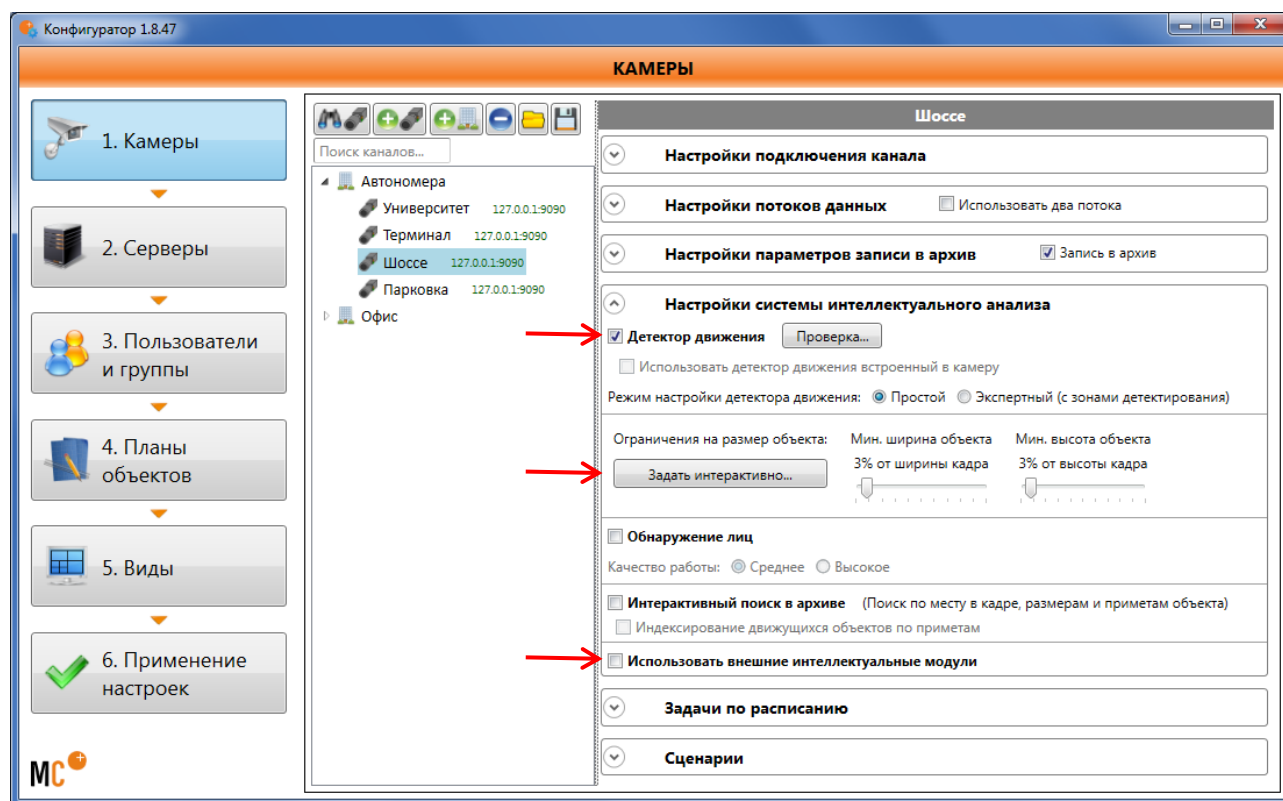 Конфигуратор 1.8.47
КАМЕРЫ
1. Камеры
2. Серверы
3. Пользователи
и группы
4. Планы
объектов
5. Виды
6. Применение
настроек
MC
Поиск каналов...
Автономера
Университет 127.0.0.1:9090
Терминал 127.0.0.1:9090
Шоссе 127.0.0.1:9090
Парковка 127.0.0.1:9090
Офис
Шоссе
Настройки подключения канала
Настройки потоков данных Использовать два потока
Настройки параметров записи в архив Запись в архив
Настройки системы интеллектуального анализа
Детектор движения Проверка...
Использовать детектор движения встроенный в камеру
Режим настройки детектора движения: Простой Экспертный (с зонами детектирования)
Ограничения на размер объекта: Мин. ширина объекта Мин. высота объекта
3% от ширины кадра 3% от высоты кадра
Задать интерактивно...
Обнаружение лиц
Качество работы: Среднее Высокое
Интерактивный поиск в архиве (Поиск по месту в кадре, размерам и приметам объекта)
Индексирование движущихся объектов по приметам
Использовать внешние интеллектуальные модули
Задачи по расписанию
Сценарии